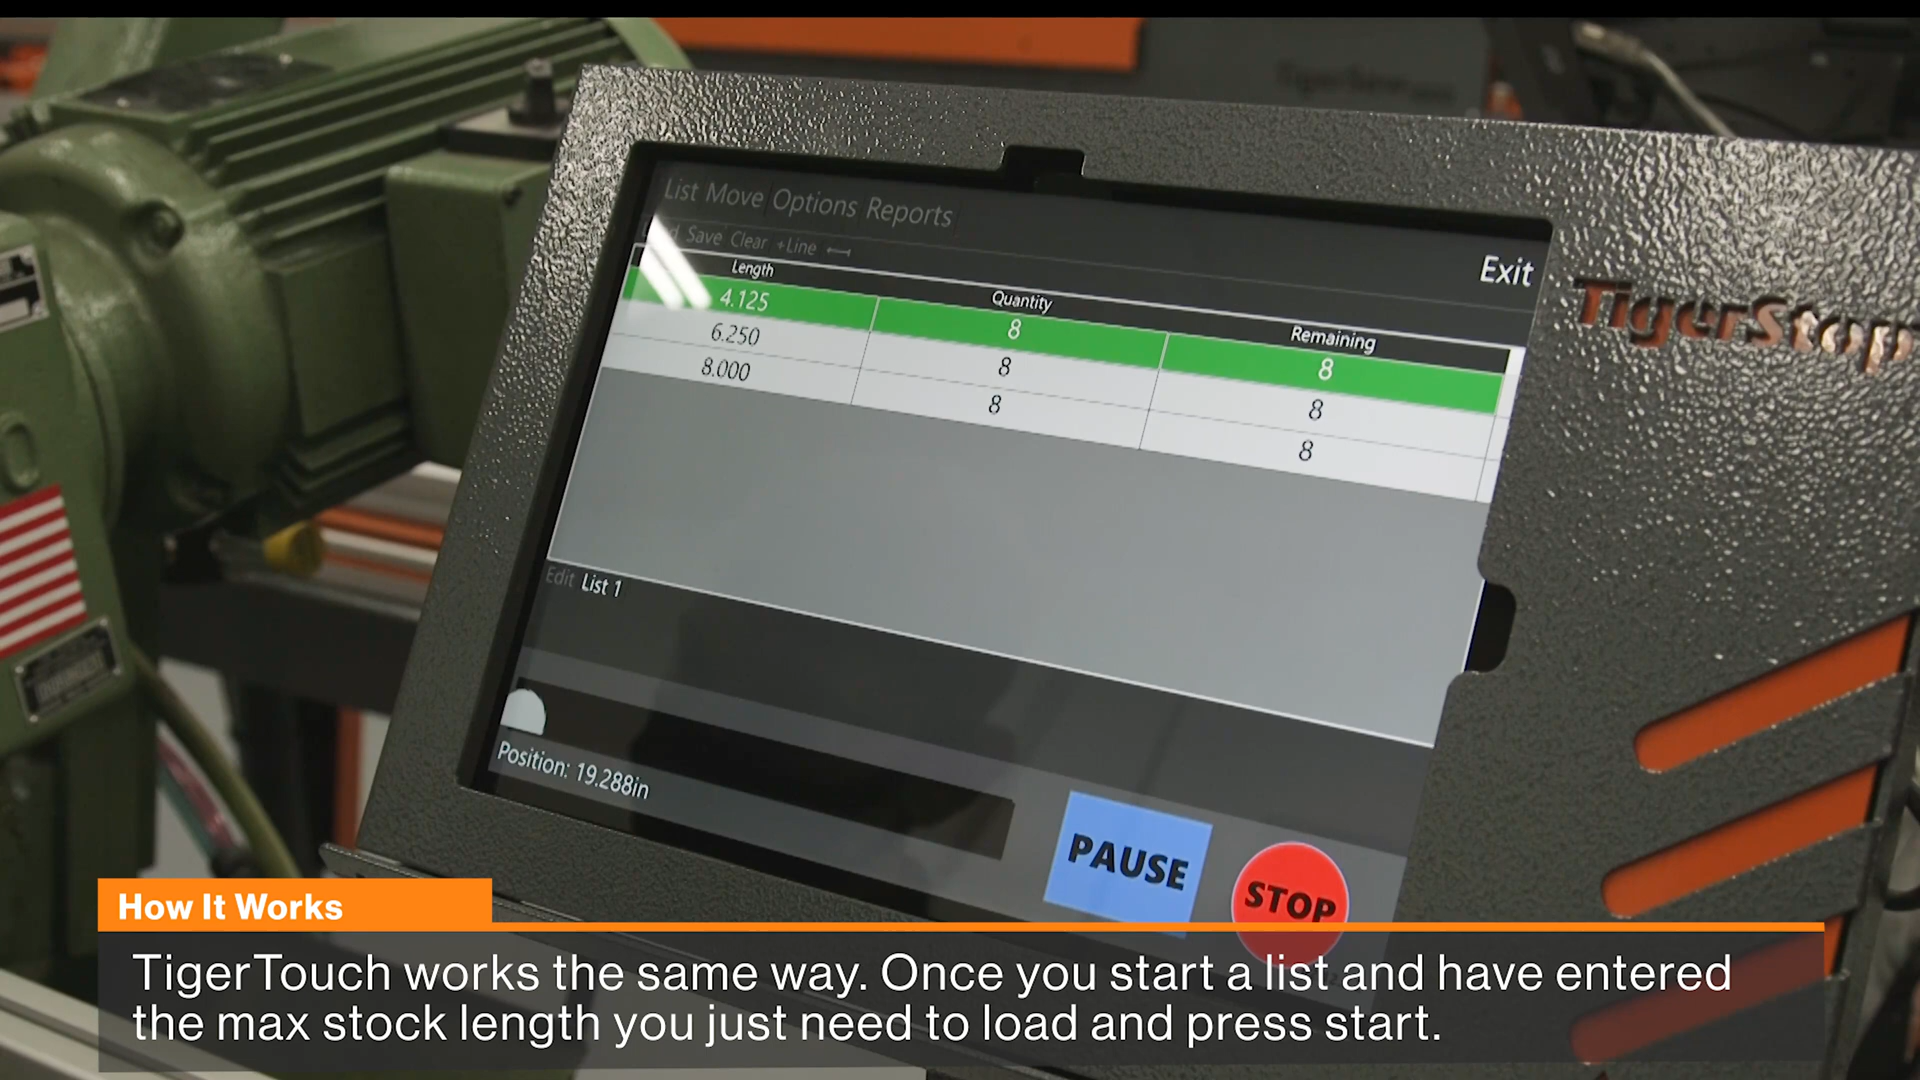 List Move Options Reports
Save Clear +Line
Exit
Length Quantity Remaining
4.125 8 8
6.250 8 8
8.000 8 8
Edit List 1
Position: 19.288in
PAUSE
STOP
TigerStop
How It Works
TigerTouch works the same way. Once you start a list and have entered
the max stock length you just need to load and press start.